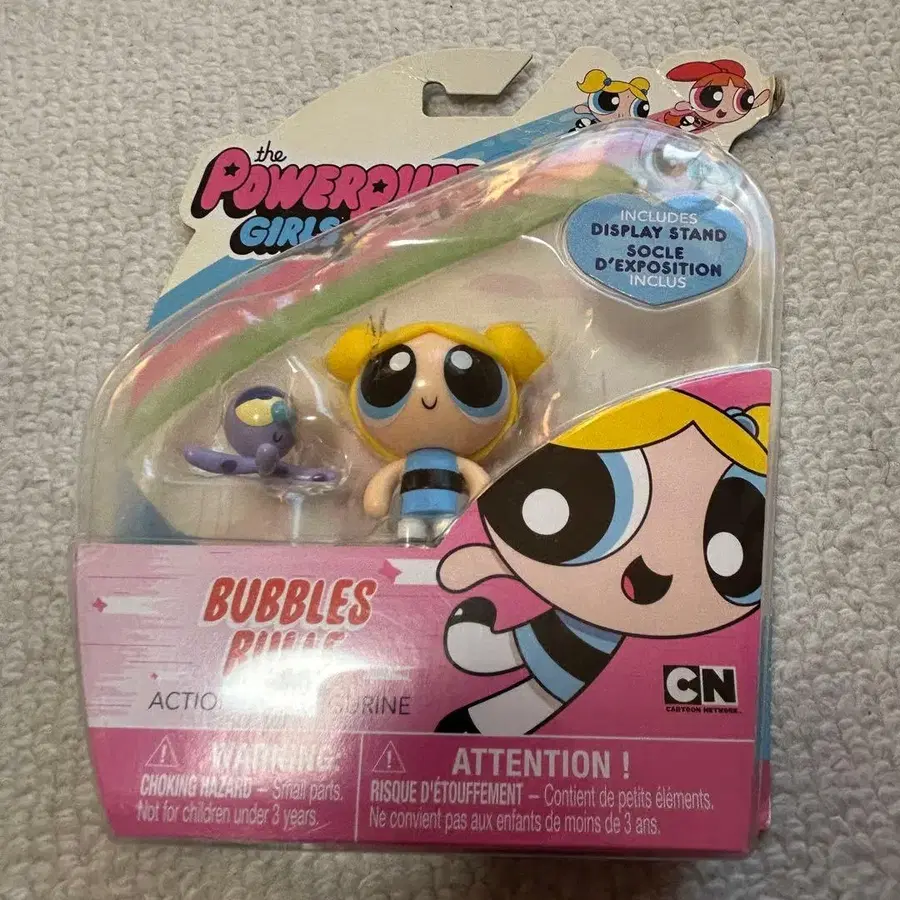 the
POWERPUFF
GIRLS
INCLUDES
DISPLAY STAND
SOCLE
D'EXPOSITION
INCLUS
BUBBLES
BULLE
CN
CARTOON NETWORK™
WARNING:
CHOKING HAZARD – Small parts.
Not for children under 3 years.
ATTENTION !
RISQUE D'ÉTOUFFEMENT – Contient de petits éléments.
Ne convient pas aux enfants de moins de 3 ans.